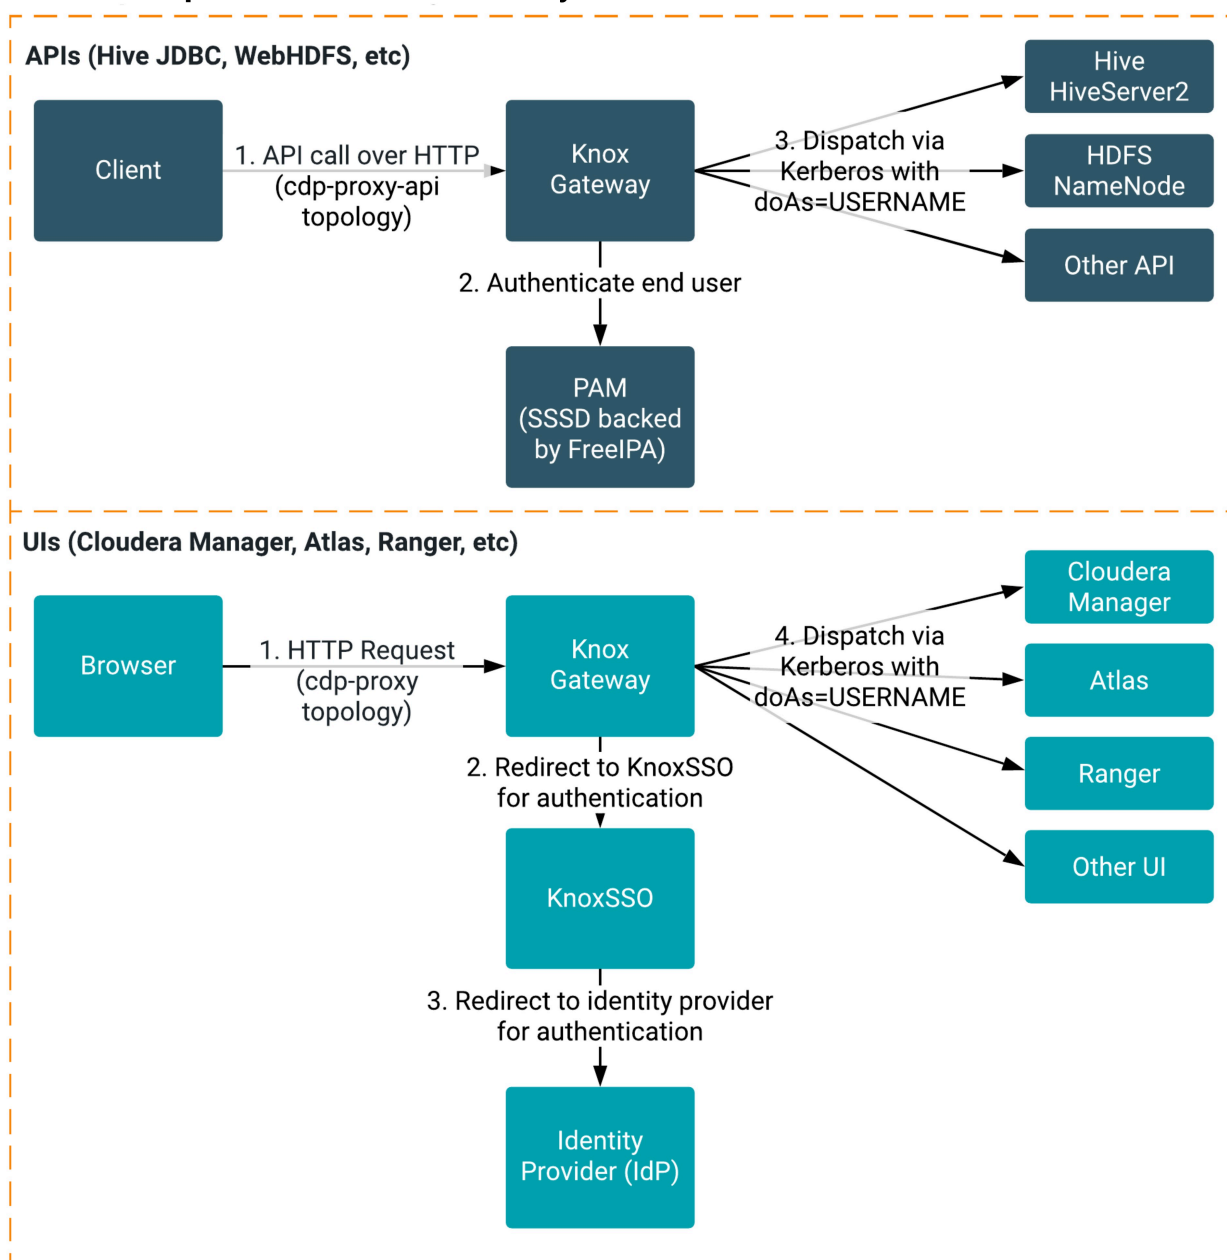 APIs (Hive JDBC, WebHDFS, etc)
Client
1. API call over HTTP
(cdp-proxy-api
topology)
Knox
Gateway
3. Dispatch via
Kerberos with
doAs=USERNAME
Hive
HiveServer2
HDFS
NameNode
Other API
2. Authenticate end user
PAM
(SSSD backed
by FreeIPA)
UIs (Cloudera Manager, Atlas, Ranger, etc)
Browser
1. HTTP Request
(cdp-proxy
topology)
Knox
Gateway
4. Dispatch via
Kerberos with
doAs=USERNAME
Cloudera
Manager
Atlas
Ranger
Other UI
2. Redirect to KnoxSSO
for authentication
KnoxSSO
3. Redirect to identity provider
for authentication
Identity
Provider (IdP)